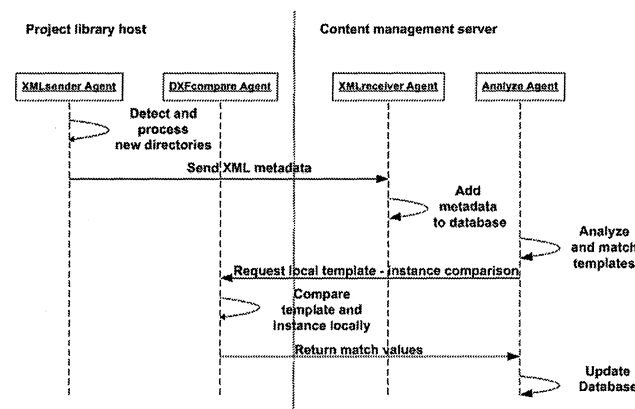 Project library host
Content management server
XMLsender Agent
DXFcompare Agent
XMLreceiver Agent
Analyze Agent
Detect and
process
new directories
Send XML metadata
Add
metadata
to database
Analyze
and match
templates
Request local template - instance comparison
Compare
template and
instance locally
Return match values
Update
Database